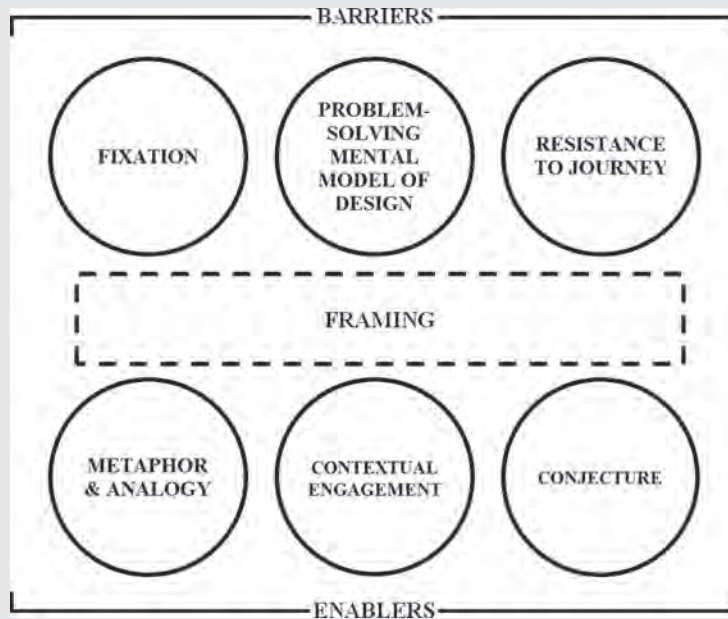 BARRIERS
FIXATION
PROBLEM-
SOLVING
MENTAL
MODEL OF
DESIGN
RESISTANCE
TO JOURNEY
FRAMING
METAPHOR
& ANALOGY
CONTEXTUAL
ENGAGEMENT
CONJECTURE
ENABLERS